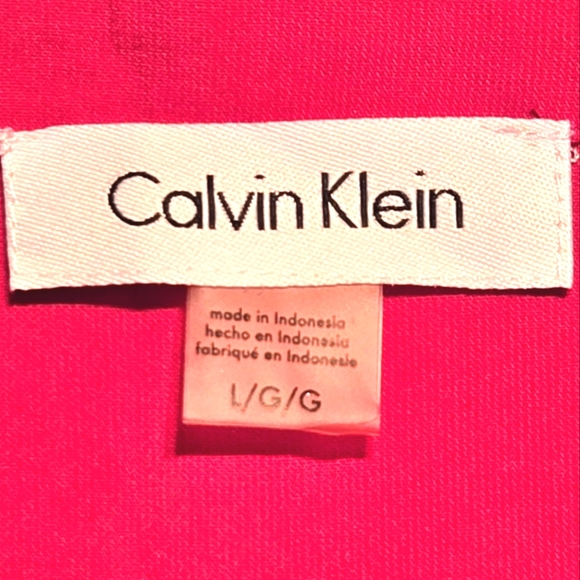 Calvin Klein
made in Indonesia
hecho en Indonesia
fabriqué en Indonesie
L/G/G